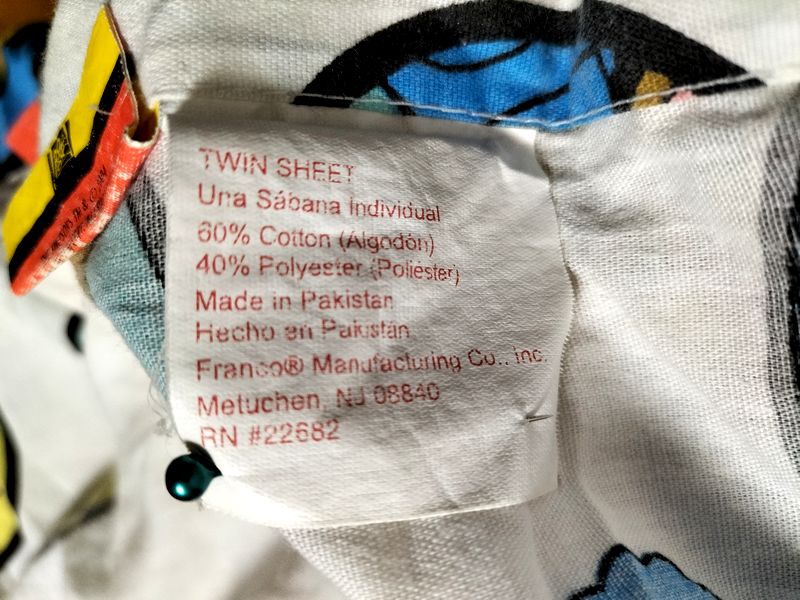 TWIN SHEET
Una Sábana Individual
60% Cotton (Algodón)
40% Polyester (Poliéster)
Made in Pakistan
Hecho en Pakistán
Franco® Manufacturing Co., Inc.
Metuchen, NJ 08840
RN #22682